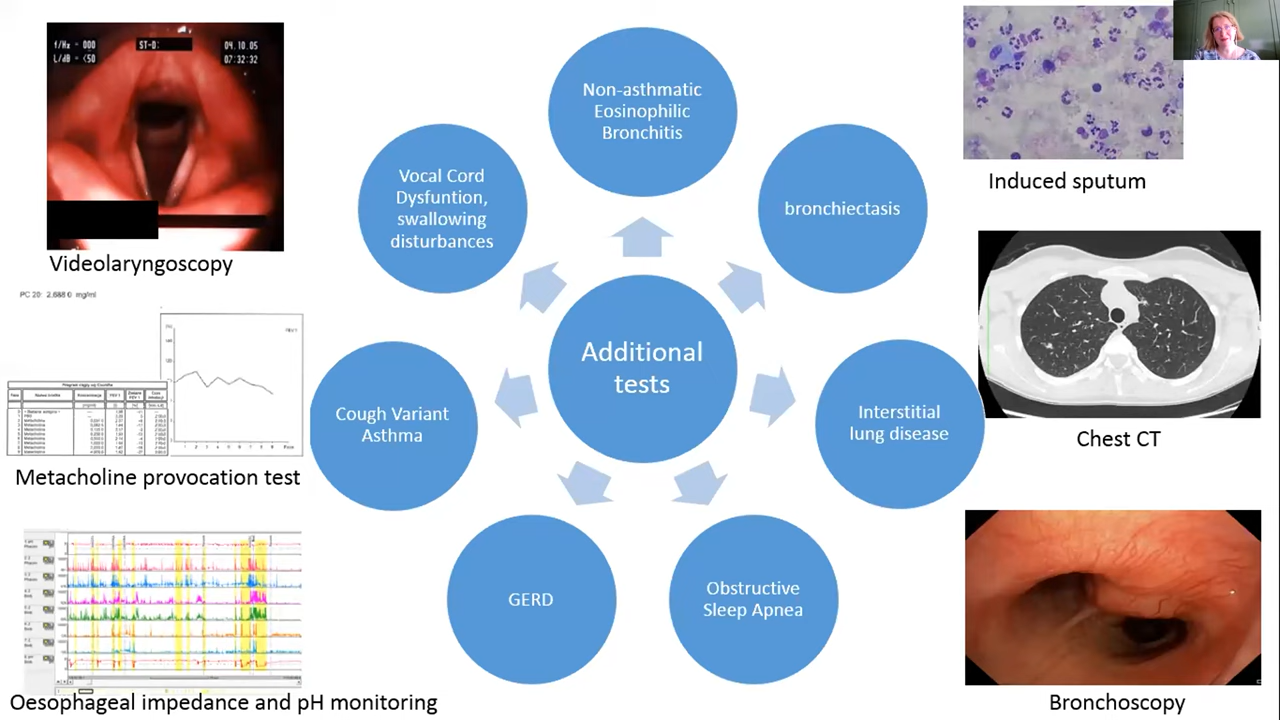 f/Hz = 000
L/dB = <50
ST-D:
04.10.05
07:32:32
Videolaryngoscopy
PC 20: 2,688 0 mg/ml
FEV 1
Metacholine provocation test
Oesophageal impedance and pH monitoring
Non-asthmatic
Eosinophilic
Bronchitis
Vocal Cord
Dysfuntion,
swallowing
disturbances
bronchiectasis
Additional
tests
Cough Variant
Asthma
Interstitial
lung disease
GERD
Obstructive
Sleep Apnea
Induced sputum
Chest CT
Bronchoscopy